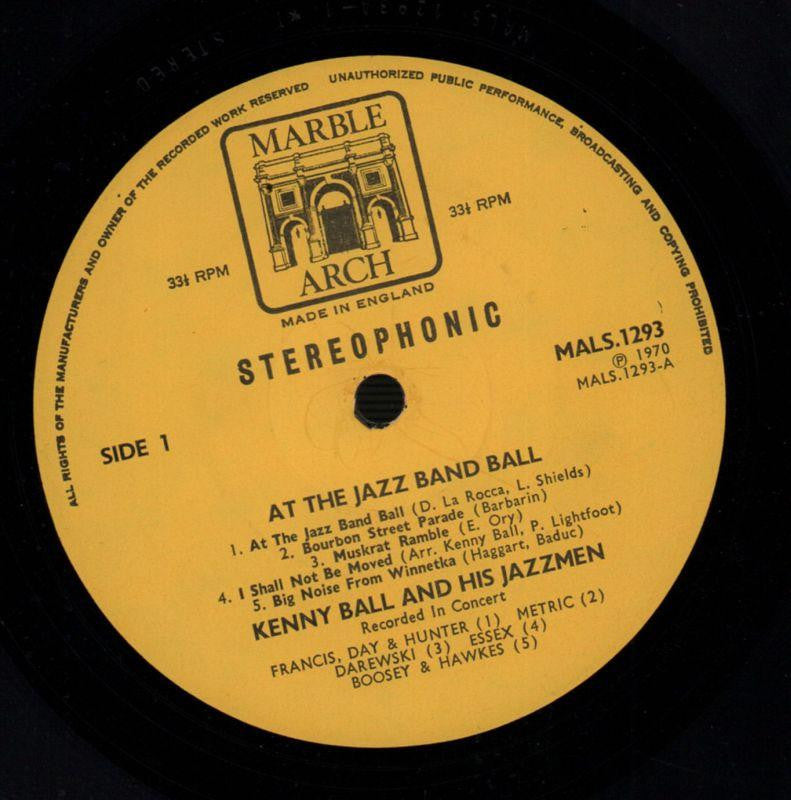 ALL RIGHTS OF THE MANUFACTURERS AND OWNER OF THE RECORDED WORK RESERVED
UNAUTHORIZED PUBLIC PERFORMANCE, BROADCASTING AND COPYING PROHIBITED
MARBLE
ARCH
MADE IN ENGLAND
33⅓ RPM
33⅓ RPM
STEREOPHONIC
MALS.1293
Ⓟ 1970
MALS.1293-A
SIDE 1
AT THE JAZZ BAND BALL
1. At The Jazz Band Ball (D. La Rocca, L. Shields)
2. Bourbon Street Parade (Barbarin)
3. Muskrat Ramble (E. Ory)
4. I Shall Not Be Moved (Arr. Kenny Ball, P. Lightfoot)
5. Big Noise From Winnetka (Haggart, Baduc)
KENNY BALL AND HIS JAZZMEN
Recorded In Concert
FRANCIS, DAY & HUNTER (1) METRIC (2)
DAREWSKI (3) ESSEX (4)
BOOSEY & HAWKES (5)
STEREO